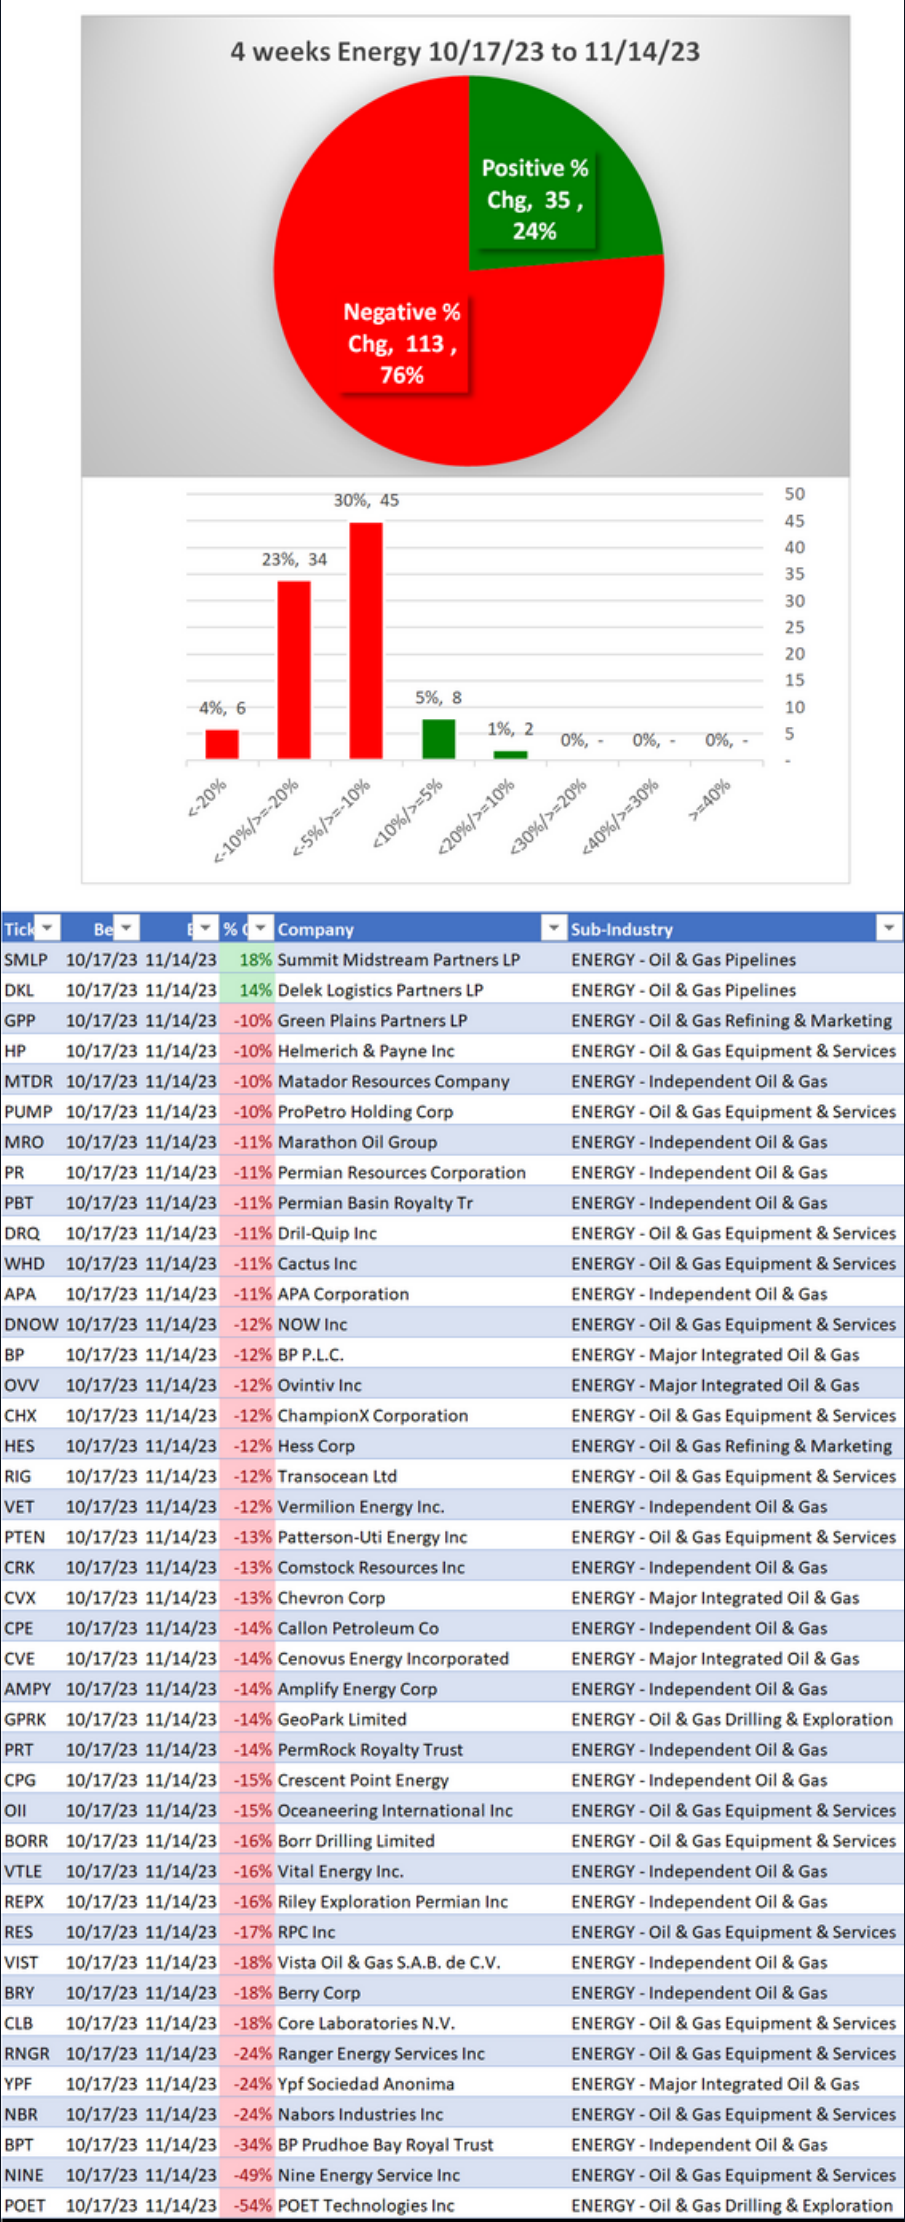 4 weeks Energy 10/17/23 to 11/14/23
Positive %
Chg, 35 ,
24%
Negative %
Chg, 113 ,
76%
30%, 45
23%, 34
4%, 6
5%, 8
1%, 2
0%, -
0%, -
0%, -
50
45
40
35
30
25
20
15
10
5
-
<-20%
<-10%/>=-20%
<-5%/>=-10%
<10%/>=5%
<20%/>=10%
<30%/>=20%
<40%/>=30%
>=40%
Tick Be E % C Company Sub-Industry
SMLP 10/17/23 11/14/23 18% Summit Midstream Partners LP ENERGY - Oil & Gas Pipelines
DKL 10/17/23 11/14/23 14% Delek Logistics Partners LP ENERGY - Oil & Gas Pipelines
GPP 10/17/23 11/14/23 -10% Green Plains Partners LP ENERGY - Oil & Gas Refining & Marketing
HP 10/17/23 11/14/23 -10% Helmerich & Payne Inc ENERGY - Oil & Gas Equipment & Services
MTDR 10/17/23 11/14/23 -10% Matador Resources Company ENERGY - Independent Oil & Gas
PUMP 10/17/23 11/14/23 -10% ProPetro Holding Corp ENERGY - Oil & Gas Equipment & Services
MRO 10/17/23 11/14/23 -11% Marathon Oil Group ENERGY - Independent Oil & Gas
PR 10/17/23 11/14/23 -11% Permian Resources Corporation ENERGY - Independent Oil & Gas
PBT 10/17/23 11/14/23 -11% Permian Basin Royalty Tr ENERGY - Independent Oil & Gas
DRQ 10/17/23 11/14/23 -11% Dril-Quip Inc ENERGY - Oil & Gas Equipment & Services
WHD 10/17/23 11/14/23 -11% Cactus Inc ENERGY - Oil & Gas Equipment & Services
APA 10/17/23 11/14/23 -11% APA Corporation ENERGY - Independent Oil & Gas
DNOW 10/17/23 11/14/23 -12% NOW Inc ENERGY - Oil & Gas Equipment & Services
BP 10/17/23 11/14/23 -12% BP P.L.C. ENERGY - Major Integrated Oil & Gas
OVV 10/17/23 11/14/23 -12% Ovintiv Inc ENERGY - Major Integrated Oil & Gas
CHX 10/17/23 11/14/23 -12% ChampionX Corporation ENERGY - Oil & Gas Equipment & Services
HES 10/17/23 11/14/23 -12% Hess Corp ENERGY - Oil & Gas Refining & Marketing
RIG 10/17/23 11/14/23 -12% Transocean Ltd ENERGY - Oil & Gas Equipment & Services
VET 10/17/23 11/14/23 -12% Vermilion Energy Inc. ENERGY - Independent Oil & Gas
PTEN 10/17/23 11/14/23 -13% Patterson-Uti Energy Inc ENERGY - Oil & Gas Equipment & Services
CRK 10/17/23 11/14/23 -13% Comstock Resources Inc ENERGY - Independent Oil & Gas
CVX 10/17/23 11/14/23 -13% Chevron Corp ENERGY - Major Integrated Oil & Gas
CPE 10/17/23 11/14/23 -14% Callon Petroleum Co ENERGY - Independent Oil & Gas
CVE 10/17/23 11/14/23 -14% Cenovus Energy Incorporated ENERGY - Major Integrated Oil & Gas
AMPY 10/17/23 11/14/23 -14% Amplify Energy Corp ENERGY - Independent Oil & Gas
GPRK 10/17/23 11/14/23 -14% GeoPark Limited ENERGY - Oil & Gas Drilling & Exploration
PRT 10/17/23 11/14/23 -14% PermRock Royalty Trust ENERGY - Independent Oil & Gas
CPG 10/17/23 11/14/23 -15% Crescent Point Energy ENERGY - Independent Oil & Gas
OII 10/17/23 11/14/23 -15% Oceaneering International Inc ENERGY - Oil & Gas Equipment & Services
BORR 10/17/23 11/14/23 -16% Borr Drilling Limited ENERGY - Oil & Gas Equipment & Services
VTLE 10/17/23 11/14/23 -16% Vital Energy Inc. ENERGY - Independent Oil & Gas
REPX 10/17/23 11/14/23 -16% Riley Exploration Permian Inc ENERGY - Independent Oil & Gas
RES 10/17/23 11/14/23 -17% RPC Inc ENERGY - Oil & Gas Equipment & Services
VIST 10/17/23 11/14/23 -18% Vista Oil & Gas S.A.B. de C.V. ENERGY - Independent Oil & Gas
BRY 10/17/23 11/14/23 -18% Berry Corp ENERGY - Independent Oil & Gas
CLB 10/17/23 11/14/23 -18% Core Laboratories N.V. ENERGY - Oil & Gas Equipment & Services
RNGR 10/17/23 11/14/23 -24% Ranger Energy Services Inc ENERGY - Oil & Gas Equipment & Services
YPF 10/17/23 11/14/23 -24% Ypf Sociedad Anonima ENERGY - Major Integrated Oil & Gas
NBR 10/17/23 11/14/23 -24% Nabors Industries Inc ENERGY - Oil & Gas Equipment & Services
BPT 10/17/23 11/14/23 -34% BP Prudhoe Bay Royal Trust ENERGY - Independent Oil & Gas
NINE 10/17/23 11/14/23 -49% Nine Energy Service Inc ENERGY - Oil & Gas Equipment & Services
POET 10/17/23 11/14/23 -54% POET Technologies Inc ENERGY - Oil & Gas Drilling & Exploration